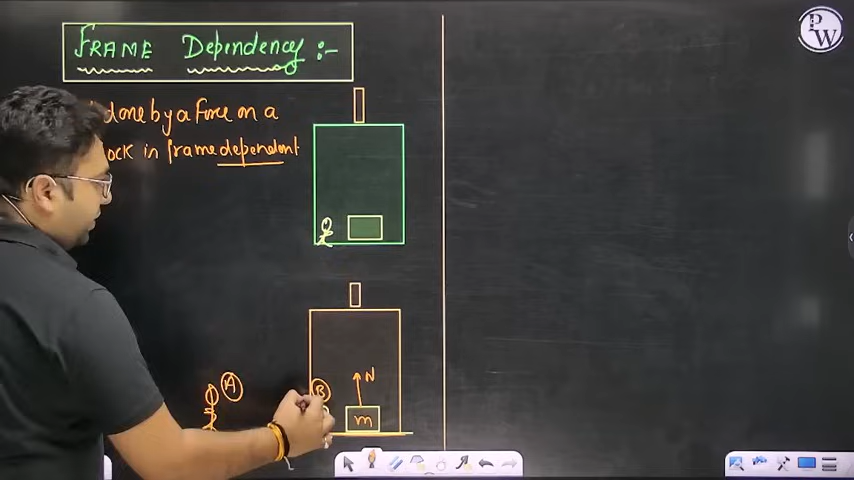 FRAME Dependency :-
PW
done by a Force on a
ock in frame dependent
A
B
N
m